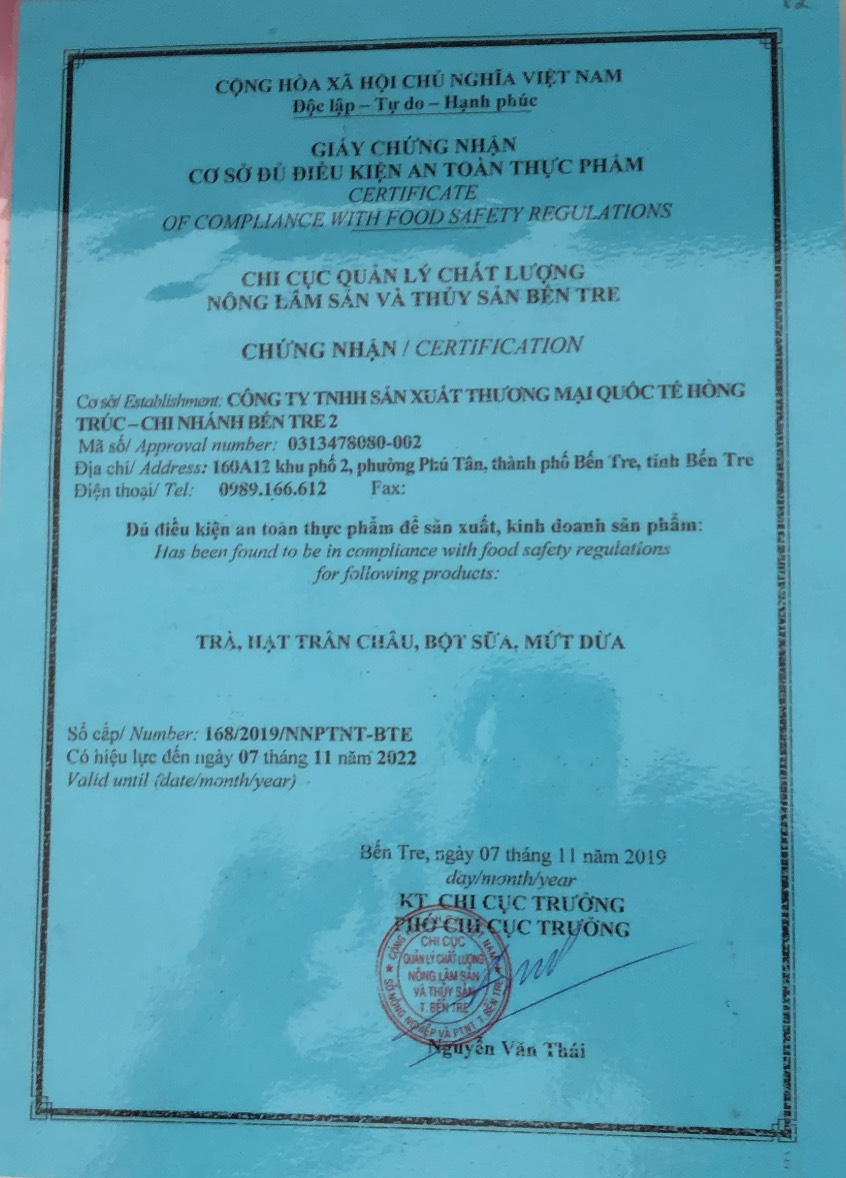 CỘNG HÒA XÃ HỘI CHỦ NGHĨA VIỆT NAM
Độc lập – Tự do – Hạnh phúc
GIẤY CHỨNG NHẬN
CƠ SỞ ĐỦ ĐIỀU KIỆN AN TOÀN THỰC PHẨM
CERTIFICATE
OF COMPLIANCE WITH FOOD SAFETY REGULATIONS
CHI CỤC QUẢN LÝ CHẤT LƯỢNG
NÔNG LÂM SẢN VÀ THỦY SẢN BẾN TRE
CHỨNG NHẬN / CERTIFICATION
Cơ sở/ Establishment: CÔNG TY TNHH SẢN XUẤT THƯƠNG MẠI QUỐC TẾ HỒNG
TRÚC – CHI NHÁNH BẾN TRE 2
Mã số/ Approval number: 0313478080-002
Địa chỉ/ Address: 160A12 khu phố 2, phường Phú Tân, thành phố Bến Tre, tỉnh Bến Tre
Điện thoại/ Tel: 0989.166.612 Fax:
Đủ điều kiện an toàn thực phẩm để sản xuất, kinh doanh sản phẩm:
Has been found to be in compliance with food safety regulations
for following products:
TRÀ, HẠT TRÂN CHÂU, BỘT SỮA, MỨT DỪA
Số cấp/ Number: 168/2019/NNPTNT-BTE
Có hiệu lực đến ngày 07 tháng 11 năm 2022
Valid until (date/month/year)
Bến Tre, ngày 07 tháng 11 năm 2019
day/month/year
KT. CHI CỤC TRƯỞNG
PHÓ CHI CỤC TRƯỞNG
CHI CỤC
QUẢN LÝ CHẤT LƯỢNG
NÔNG LÂM SẢN
VÀ THỦY SẢN
T. BẾN TRE
SỞ NÔNG NGHIỆP VÀ PTNT T. BẾN TRE
Nguyễn Văn Thái